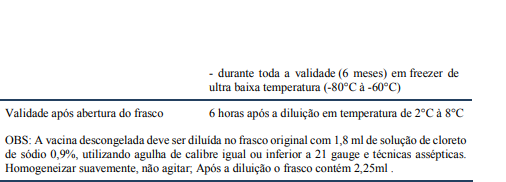 - durante toda a validade (6 meses) em freezer de
ultra baixa temperatura (-80°C à -60°C)
Validade após abertura do frasco 6 horas após a diluição em temperatura de 2°C à 8°C
OBS: A vacina descongelada deve ser diluída no frasco original com 1,8 ml de solução de cloreto
de sódio 0,9%, utilizando agulha de calibre igual ou inferior a 21 gauge e técnicas assépticas.
Homogeneizar suavemente, não agitar; Após a diluição o frasco contém 2,25ml .